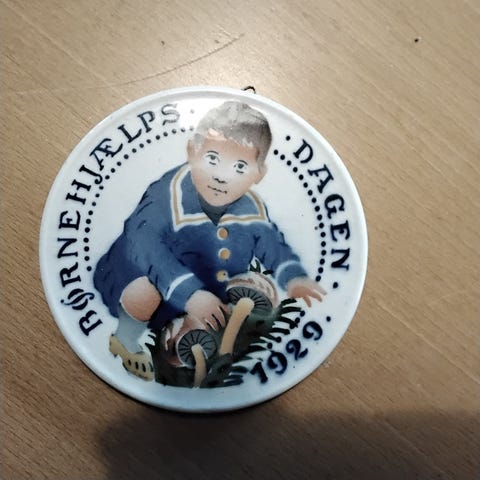 BØRNEHJÆLPS · DAGEN · 1929.